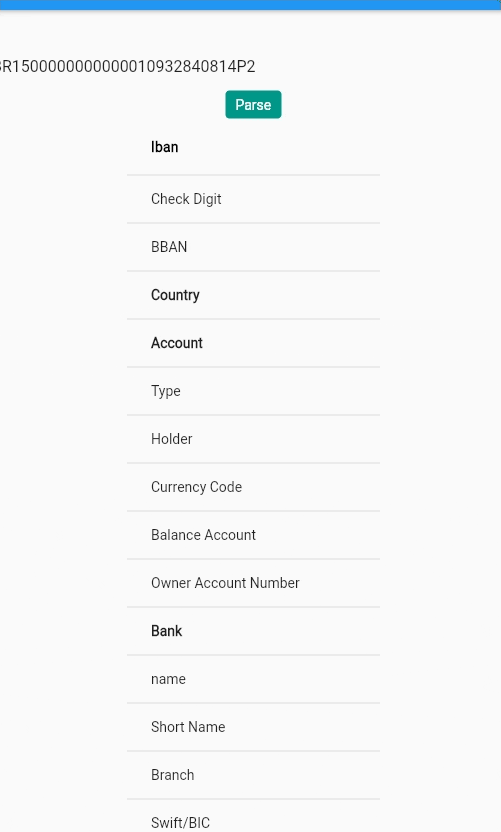 BR1500000000000010932840814P2
Parse
Iban
Check Digit
BBAN
Country
Account
Type
Holder
Currency Code
Balance Account
Owner Account Number
Bank
name
Short Name
Branch
Swift/BIC